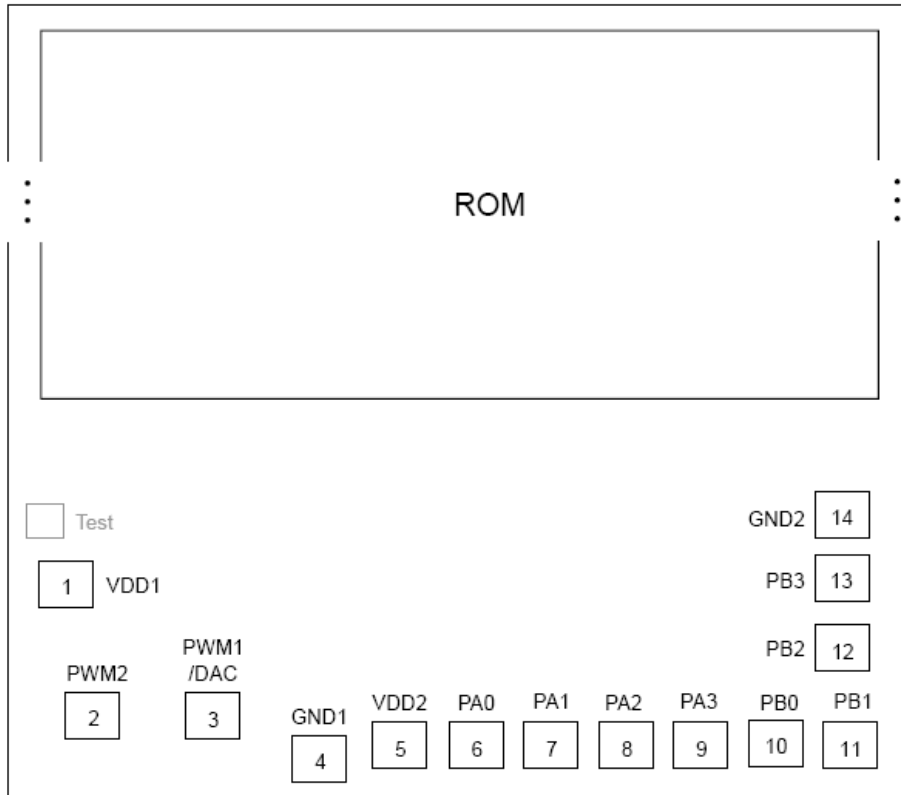 ROM
Test
GND2 14
1 VDD1
PB3 13
PWM1
/DAC
PB2 12
PWM2
2
3
GND1
VDD2 PA0 PA1 PA2 PA3 PB0 PB1
4 5 6 7 8 9 10 11